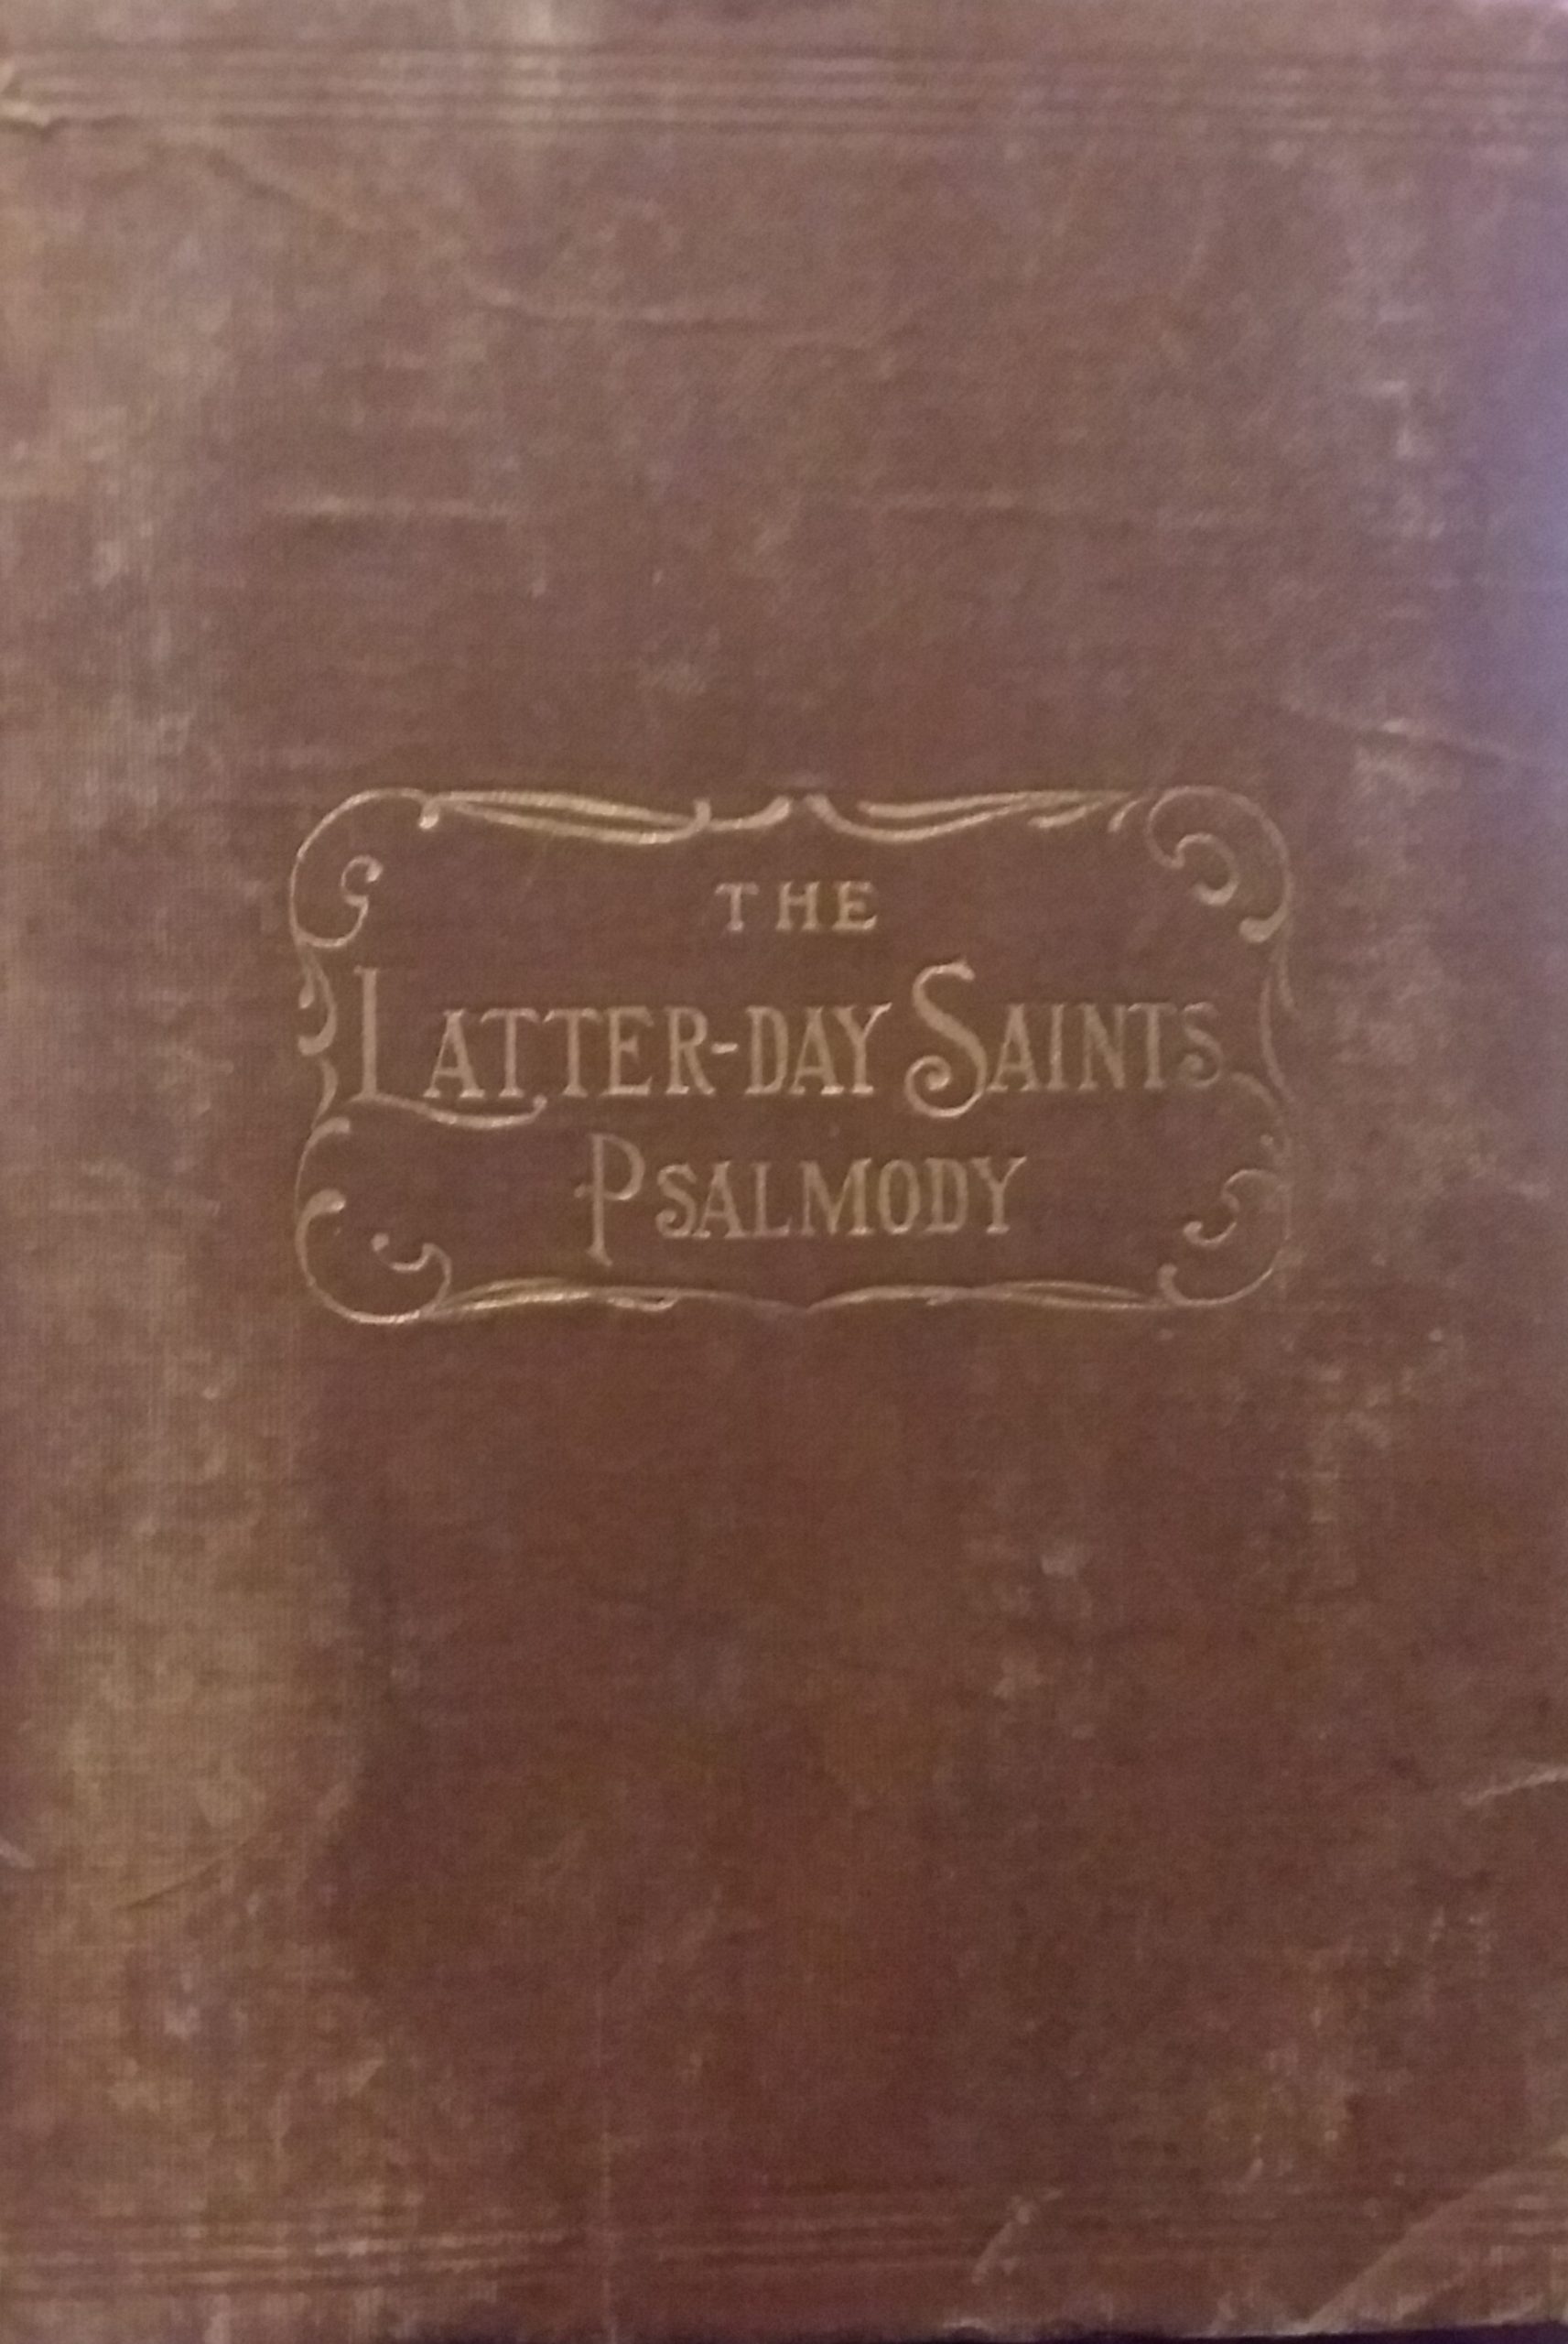 THE
LATTER-DAY SAINTS
PSALMODY